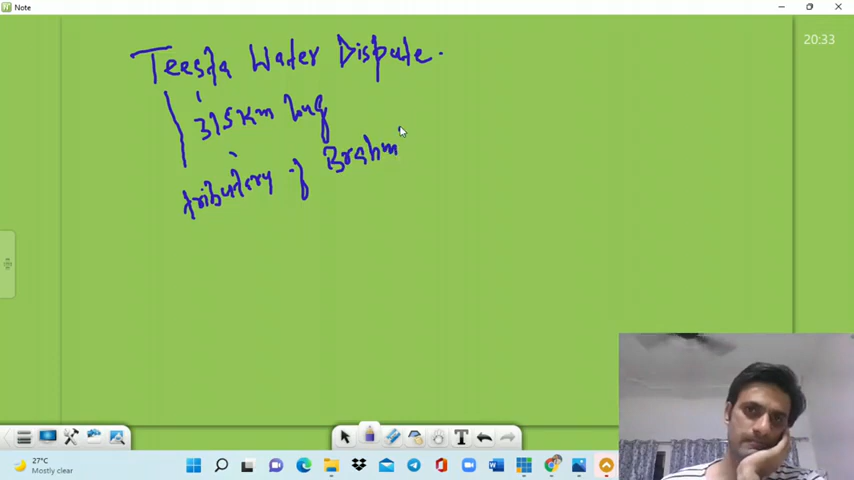 Note
20:33
Teesta Water Dispute.
315 Km long
tributary of Brahm
27°C
Mostly clear